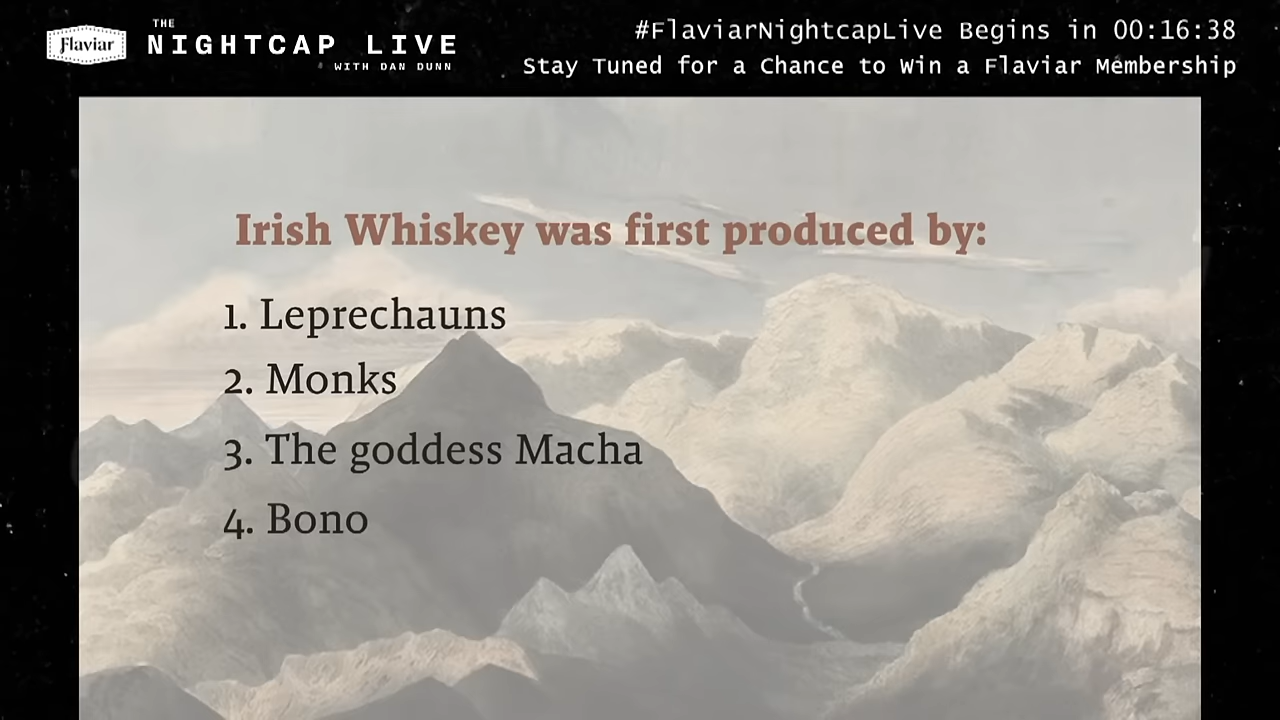 Flaviar
THE
NIGHTCAP LIVE
WITH DAN DUNN
#FlaviarNightcapLive Begins in 00:16:38
Stay Tuned for a Chance to Win a Flaviar Membership
Irish Whiskey was first produced by:
1. Leprechauns
2. Monks
3. The goddess Macha
4. Bono